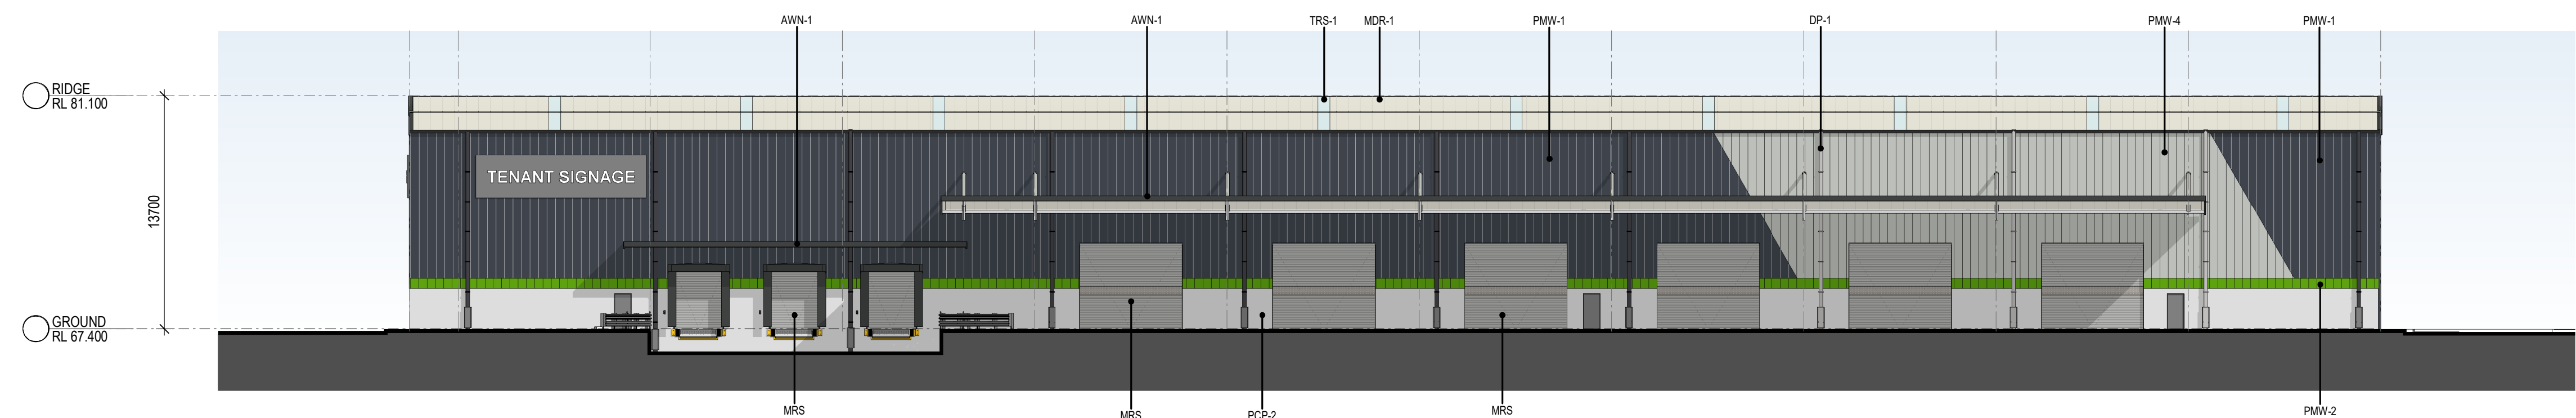 AWN-1
AWN-1
TRS-1
MDR-1
PMW-1
DP-1
PMW-4
PMW-1
RIDGE
RL 81.100
TENANT SIGNAGE
13700
GROUND
RL 67.400
MRS
MRS
PCP-2
MRS
PMW-2